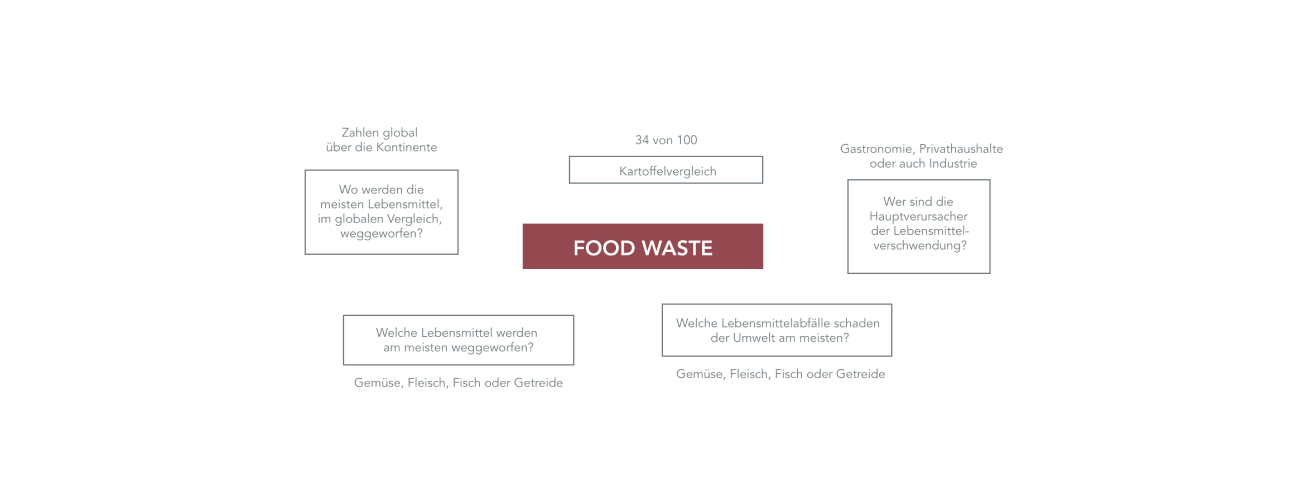 Zahlen global
über die Kontinente
Wo werden die
meisten Lebensmittel,
im globalen Vergleich,
weggeworfen?
34 von 100
Kartoffelvergleich
Gastronomie, Privathaushalte
oder auch Industrie
Wer sind die
Hauptverursacher
der Lebensmittel-
verschwendung?
FOOD WASTE
Welche Lebensmittel werden
am meisten weggeworfen?
Gemüse, Fleisch, Fisch oder Getreide
Welche Lebensmittelabfälle schaden
der Umwelt am meisten?
Gemüse, Fleisch, Fisch oder Getreide